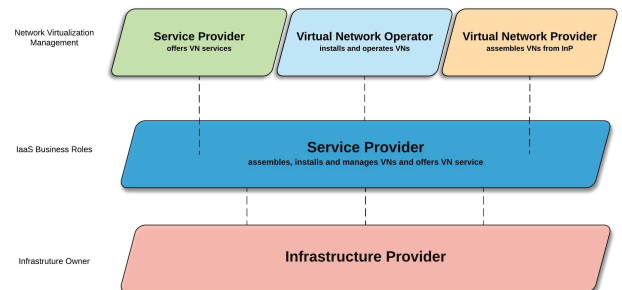 Network Virtualization
Management
Service Provider
offers VN services
Virtual Network Operator
installs and operates VNs
Virtual Network Provider
assembles VNs from InP
IaaS Business Roles
Service Provider
assembles, installs and manages VNs and offers VN service
Infrastruture Owner
Infrastructure Provider